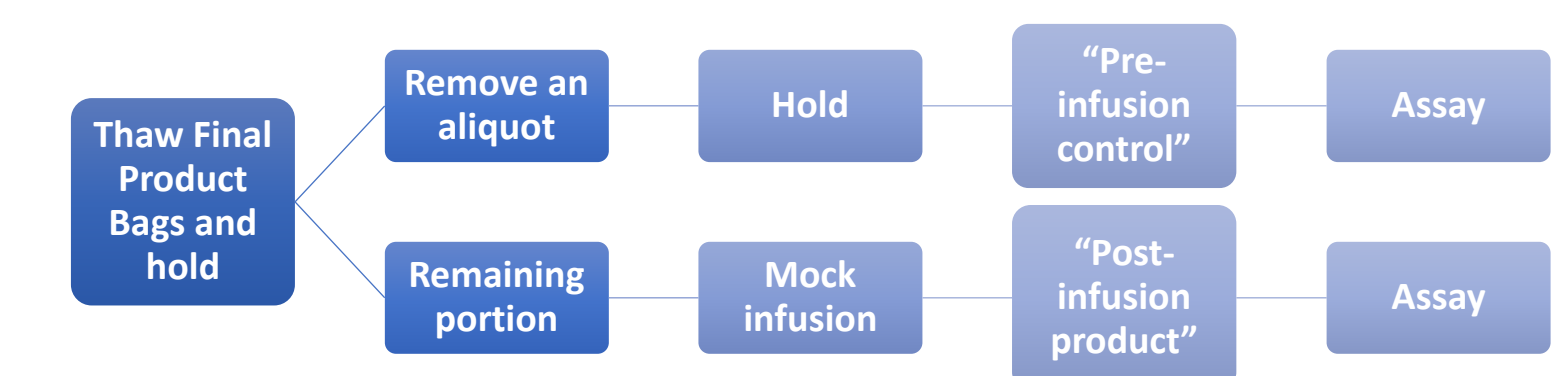 Thaw Final
Product
Bags and
hold
Remove an
aliquot
Hold
“Pre-
infusion
control”
Assay
Remaining
portion
Mock
infusion
“Post-
infusion
product”
Assay